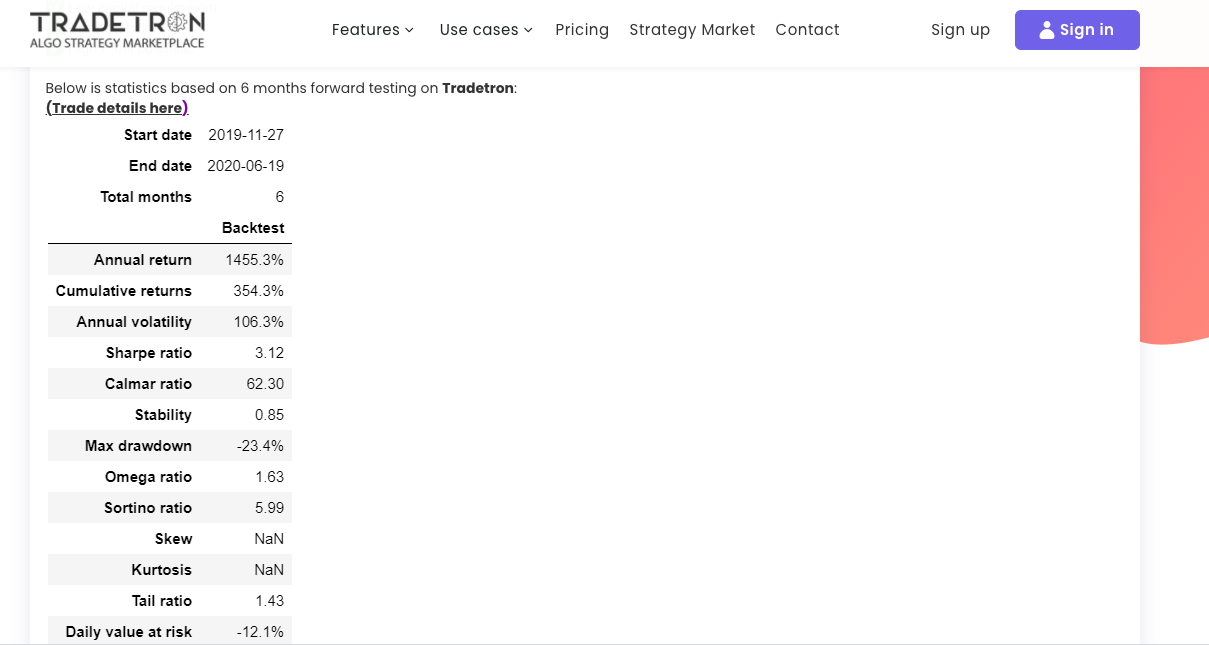 TRADETRON
ALGO STRATEGY MARKETPLACE
Features Use cases Pricing Strategy Market Contact Sign up Sign in
Below is statistics based on 6 months forward testing on Tradetron:
(Trade details here)
Start date 2019-11-27
End date 2020-06-19
Total months 6
Backtest
Annual return 1455.3%
Cumulative returns 354.3%
Annual volatility 106.3%
Sharpe ratio 3.12
Calmar ratio 62.30
Stability 0.85
Max drawdown -23.4%
Omega ratio 1.63
Sortino ratio 5.99
Skew NaN
Kurtosis NaN
Tail ratio 1.43
Daily value at risk -12.1%